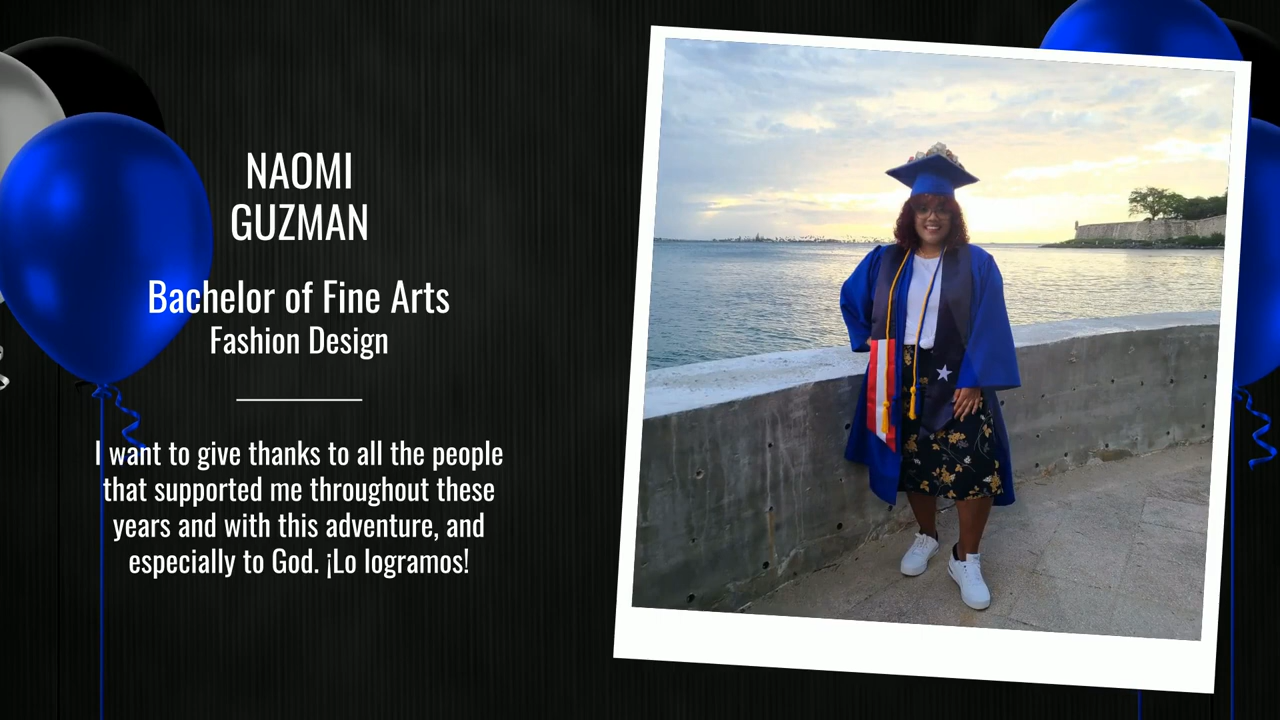 NAOMI
GUZMAN
Bachelor of Fine Arts
Fashion Design
I want to give thanks to all the people
that supported me throughout these
years and with this adventure, and
especially to God. ¡Lo logramos!